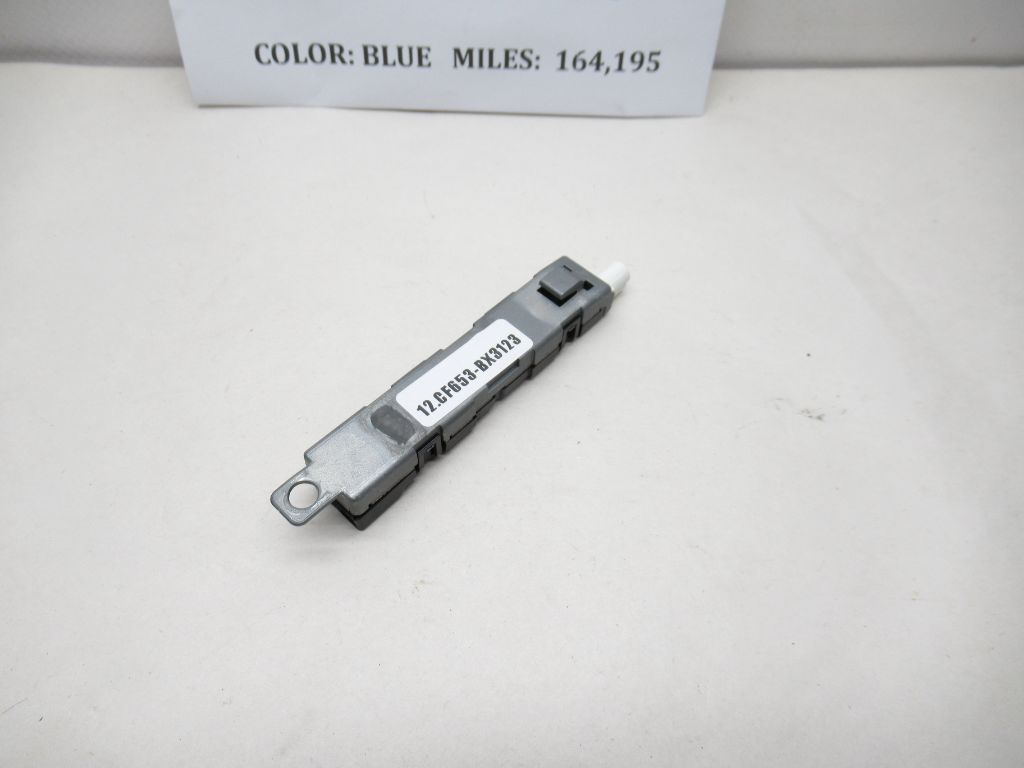 COLOR: BLUE MILES: 164,195
12.CF653-BX3123